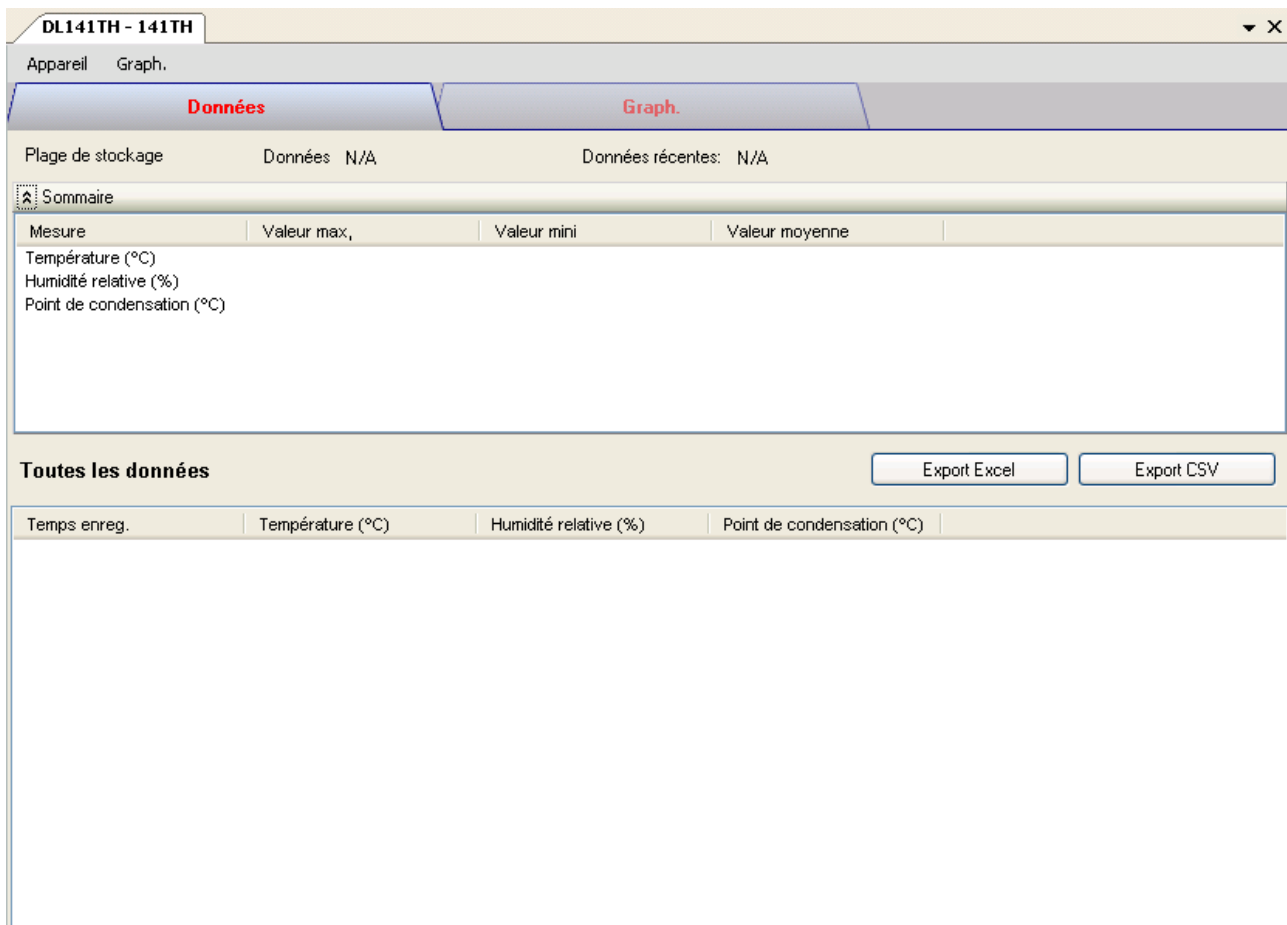 DL141TH - 141TH
Appareil Graph.
Données Graph.
Plage de stockage Données N/A Données récentes: N/A
Sommaire
Mesure Valeur max, Valeur mini Valeur moyenne
Température (°C)
Humidité relative (%)
Point de condensation (°C)
Toutes les données Export Excel Export CSV
Temps enreg. Température (°C) Humidité relative (%) Point de condensation (°C)